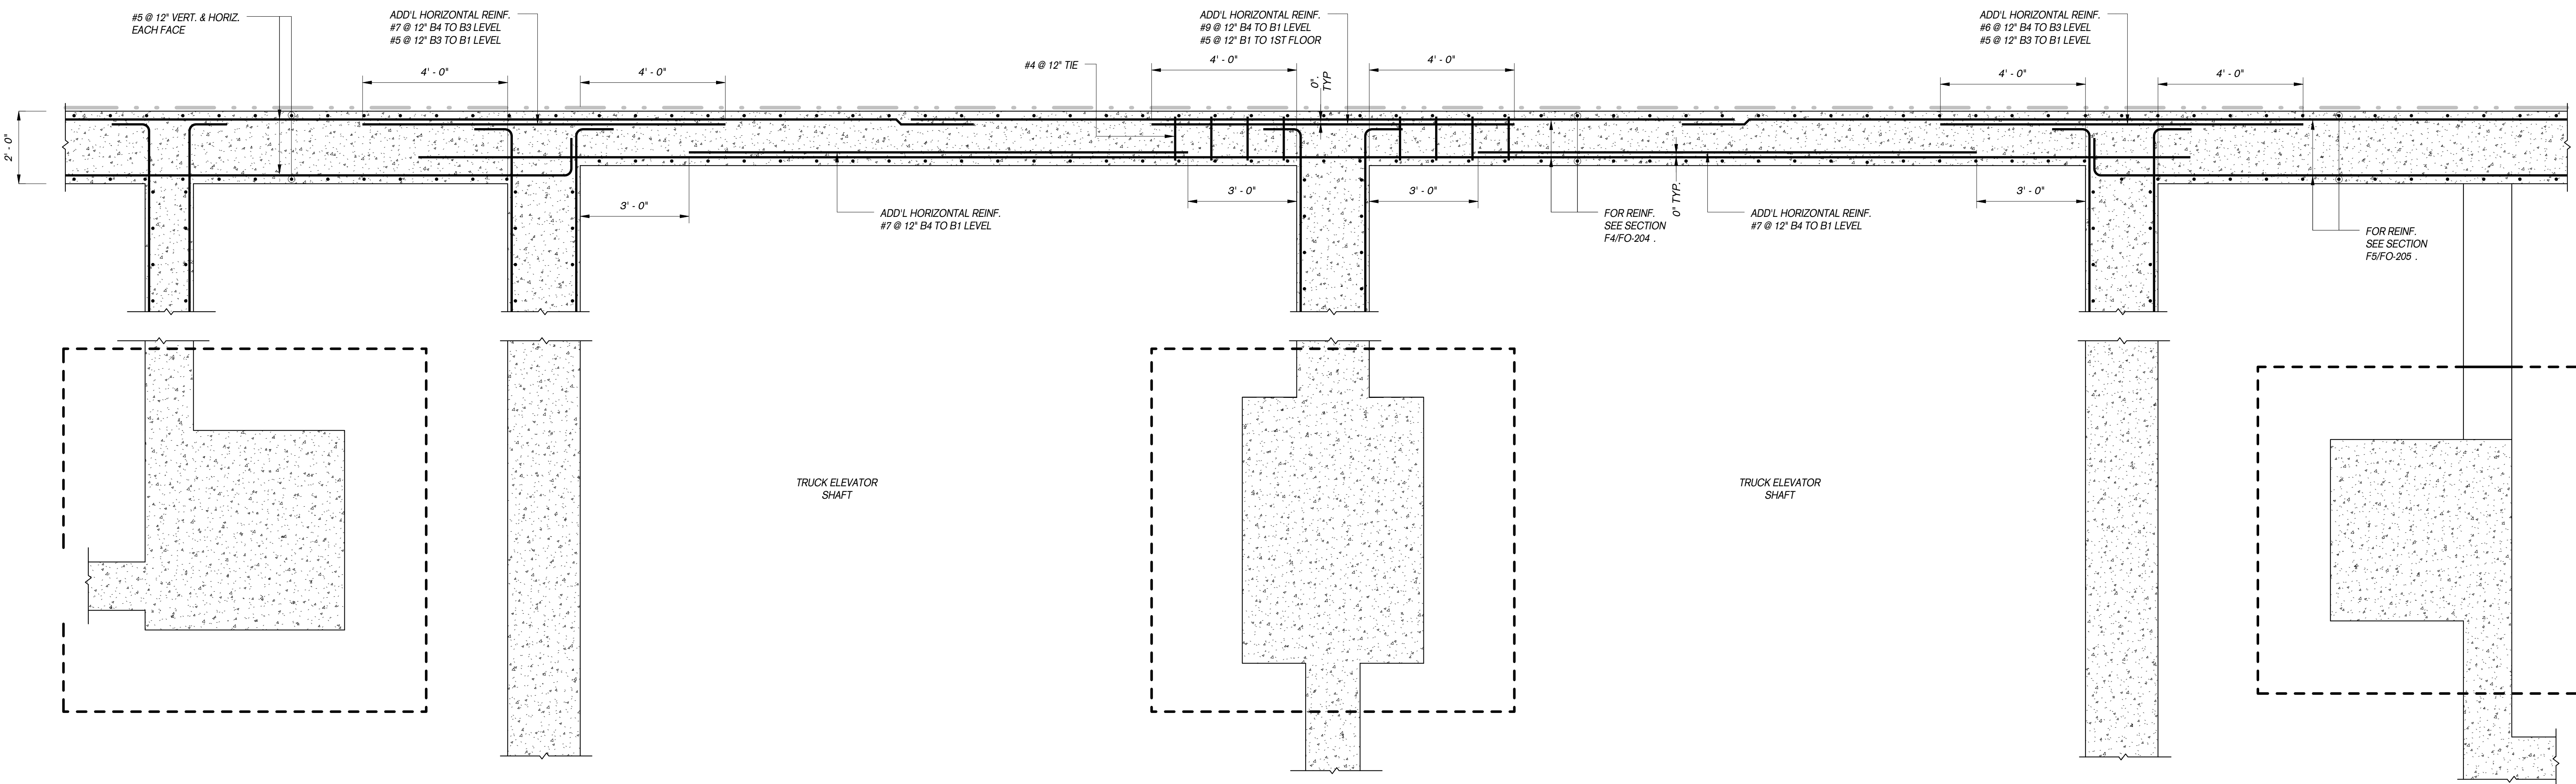 #5 @ 12" VERT. & HORIZ.
EACH FACE
ADD'L HORIZONTAL REINF.
#7 @ 12" B4 TO B3 LEVEL
#5 @ 12" B3 TO B1 LEVEL
4' - 0"
4' - 0"
#4 @ 12" TIE
ADD'L HORIZONTAL REINF.
#9 @ 12" B4 TO B1 LEVEL
#5 @ 12" B1 TO 1ST FLOOR
4' - 0"
0" .
TYP
4' - 0"
ADD'L HORIZONTAL REINF.
#6 @ 12" B4 TO B3 LEVEL
#5 @ 12" B3 TO B1 LEVEL
4' - 0"
4' - 0"
2' - 0"
3' - 0"
ADD'L HORIZONTAL REINF.
#7 @ 12" B4 TO B1 LEVEL
3' - 0"
3' - 0"
FOR REINF.
SEE SECTION
F4/FO-204 .
0" TYP.
ADD'L HORIZONTAL REINF.
#7 @ 12" B4 TO B1 LEVEL
3' - 0"
FOR REINF.
SEE SECTION
F5/FO-205 .
TRUCK ELEVATOR
SHAFT
TRUCK ELEVATOR
SHAFT